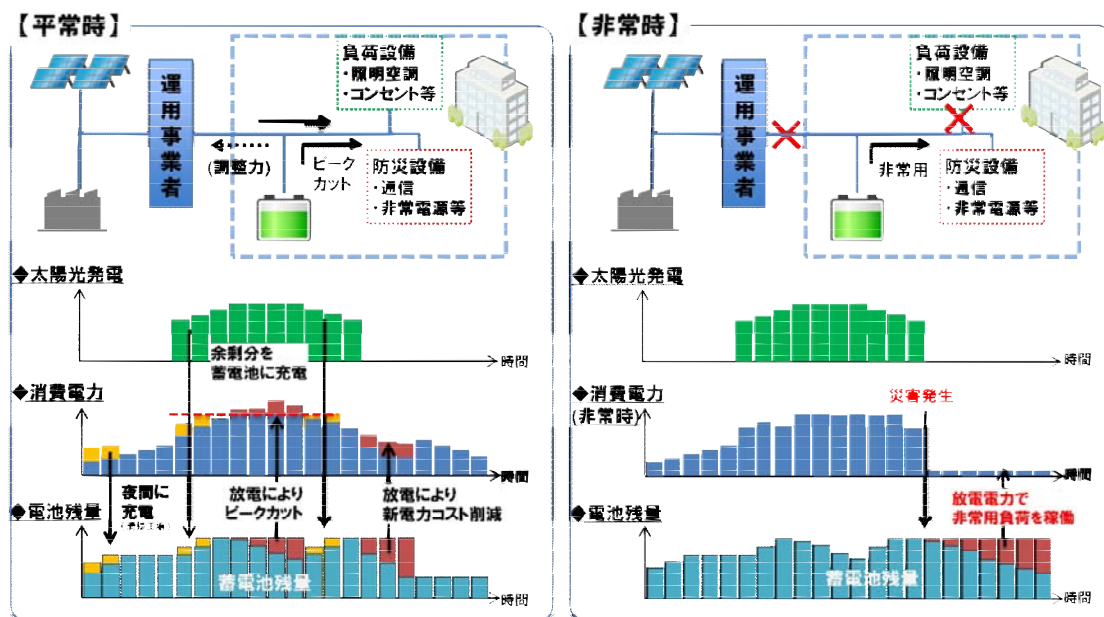 【平常時】
運用事業者
負荷設備
・照明空調
・コンセント等
(調整力)
ピーク
カット
防災設備
・通信
・非常電源等
◆太陽光発電
時間
余剰分を
蓄電池に充電
◆消費電力
時間
夜間に
充電
放電により
ピークカット
放電により
新電力コスト削減
◆電池残量
蓄電池残量
時間
【非常時】
運用事業者
負荷設備
・照明空調
・コンセント等
非常用
防災設備
・通信
・非常電源等
◆太陽光発電
時間
◆消費電力
(非常時)
災害発生
時間
放電電力で
非常用負荷を稼働
◆電池残量
蓄電池残量
時間